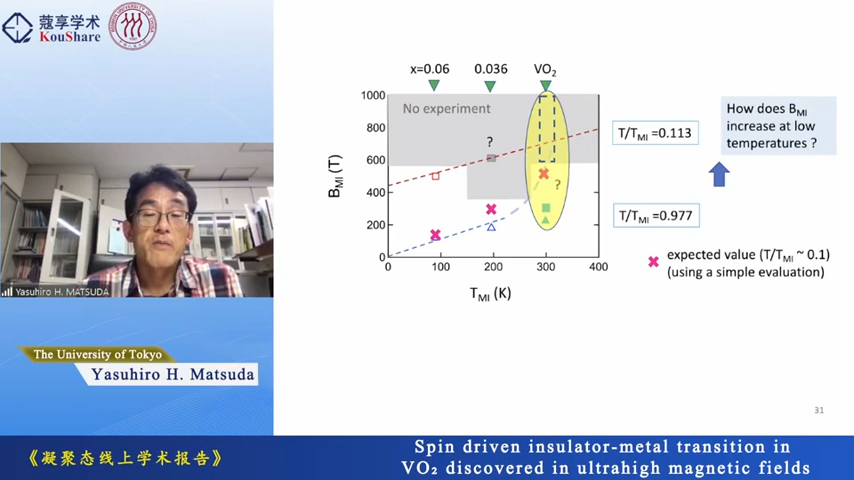 蔻享学术
KouShare
Yasuhiro H. MATSUDA
The University of Tokyo
Yasuhiro H. Matsuda
x=0.06
0.036
VO₂
1000
800
600
400
200
0
No experiment
?
?
B_MI (T)
0
100
200
300
400
T_MI (K)
T/T_MI =0.113
T/T_MI =0.977
How does B_MI
increase at low
temperatures ?
expected value (T/T_MI ~ 0.1)
(using a simple evaluation)
31
《凝聚态线上学术报告》
Spin driven insulator-metal transition in
VO₂ discovered in ultrahigh magnetic fields